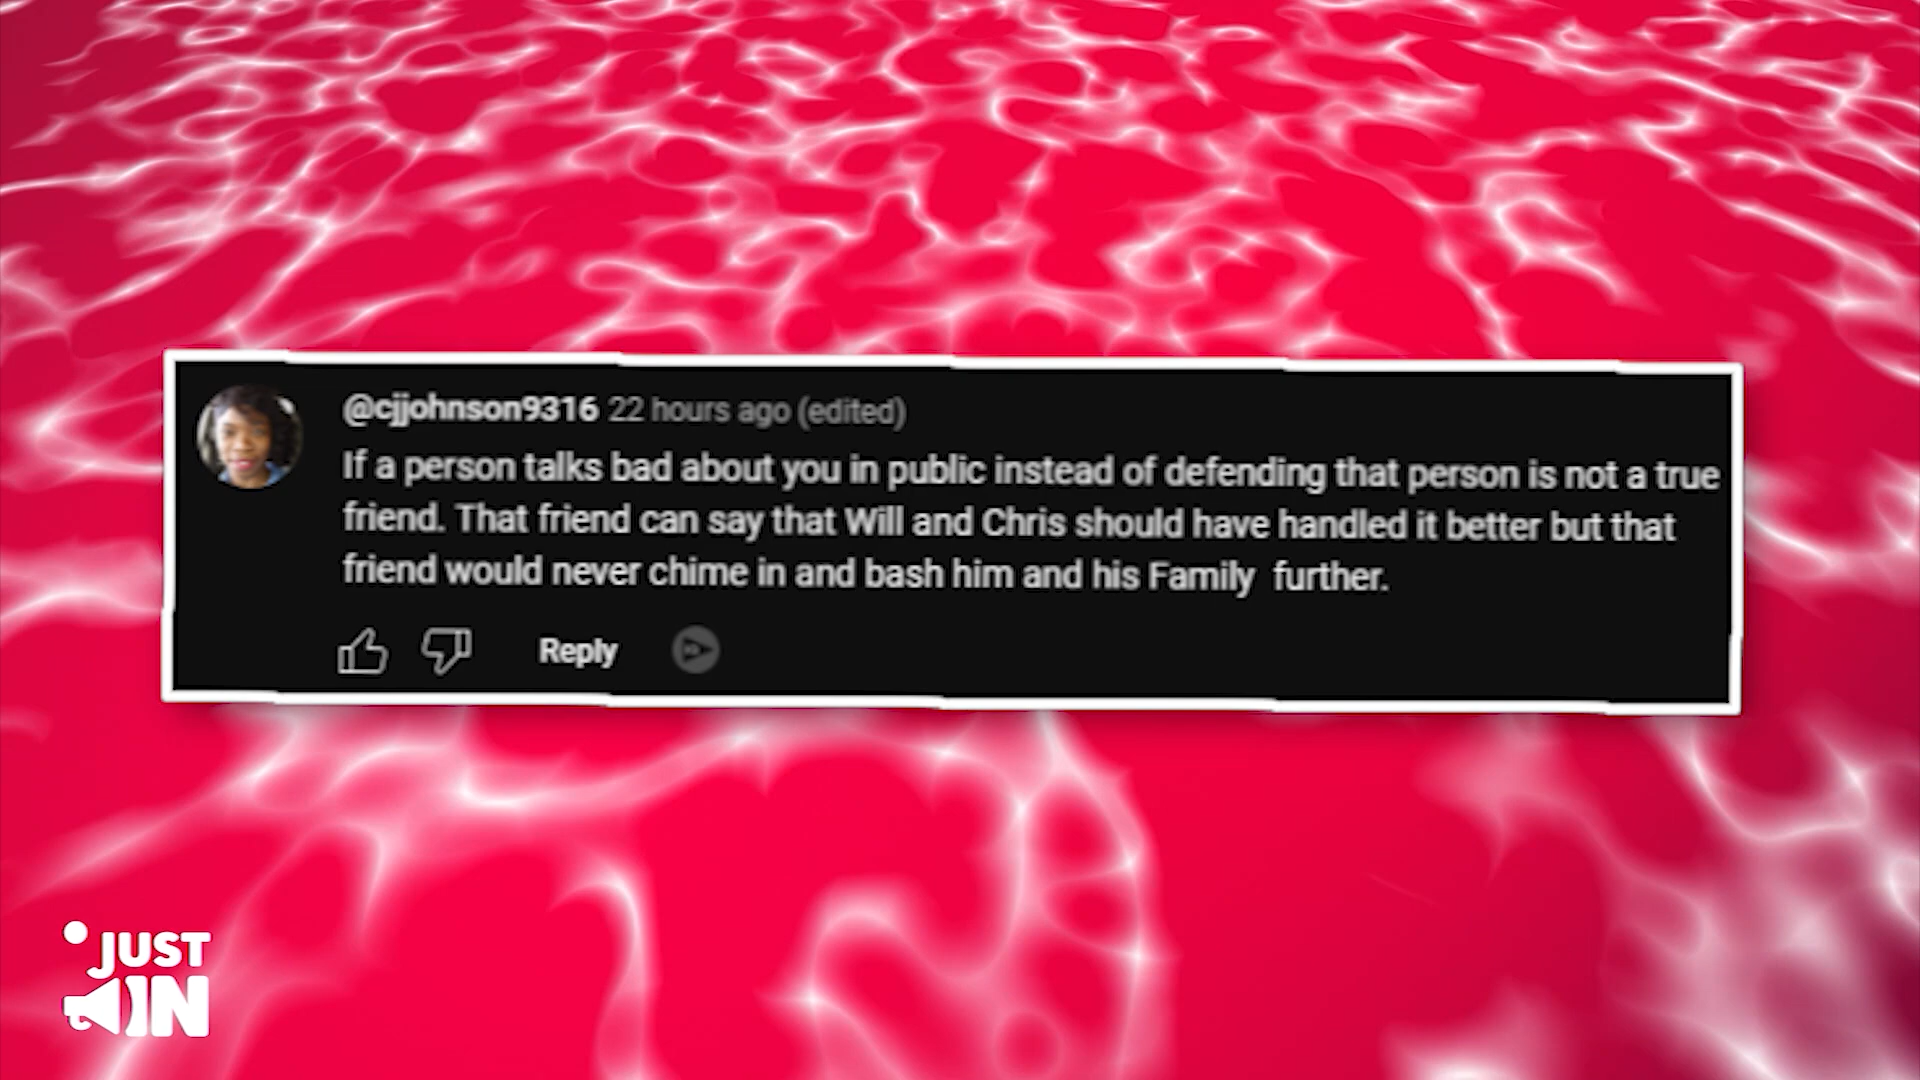 @cjjohnson9316 22 hours ago (edited)
If a person talks bad about you in public instead of defending that person is not a true
friend. That friend can say that Will and Chris should have handled it better but that
friend would never chime in and bash him and his Family  further.
Reply
JUST
IN